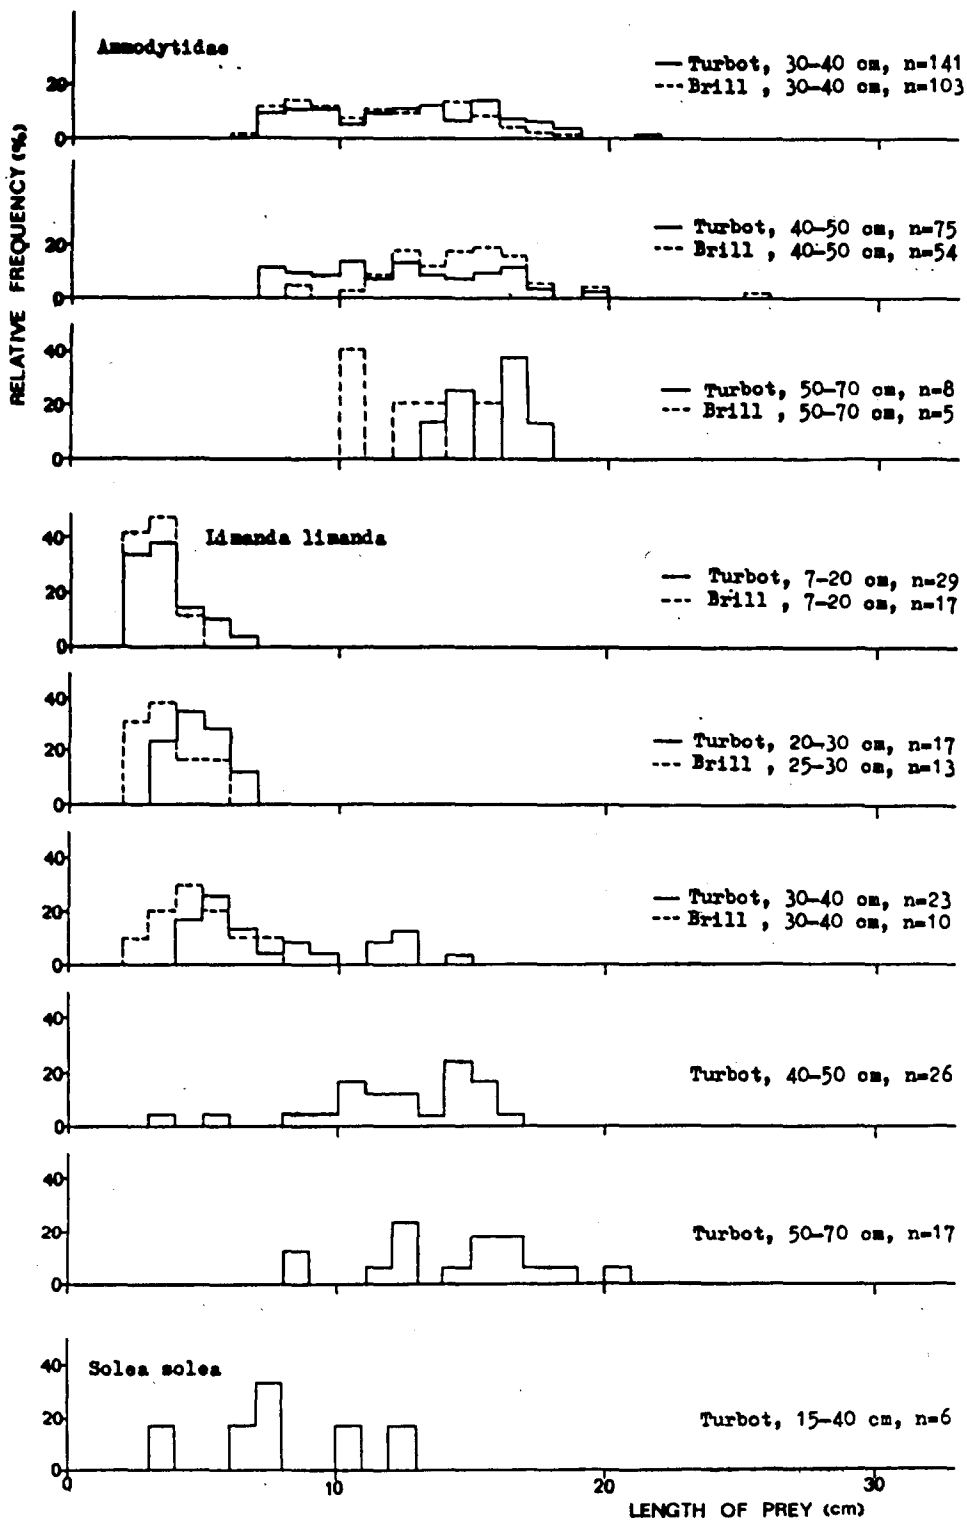 Ammodytidae
Turbot, 30-40 cm, n=141
Brill , 30-40 cm, n=103
20
0
RELATIVE FREQUENCY (%)
Turbot, 40-50 cm, n=75
Brill , 40-50 cm, n=54
20
0
40
Turbot, 50-70 cm, n=8
Brill , 50-70 cm, n=5
20
0
Limanda limanda
40
Turbot, 7-20 cm, n=29
Brill , 7-20 cm, n=17
20
0
40
Turbot, 20-30 cm, n=17
Brill , 25-30 cm, n=13
20
0
40
Turbot, 30-40 cm, n=23
Brill , 30-40 cm, n=10
20
0
40
Turbot, 40-50 cm, n=26
20
0
40
Turbot, 50-70 cm, n=17
20
0
Solea solea
40
Turbot, 15-40 cm, n=6
20
0
0 10 20 30
LENGTH OF PREY (cm)